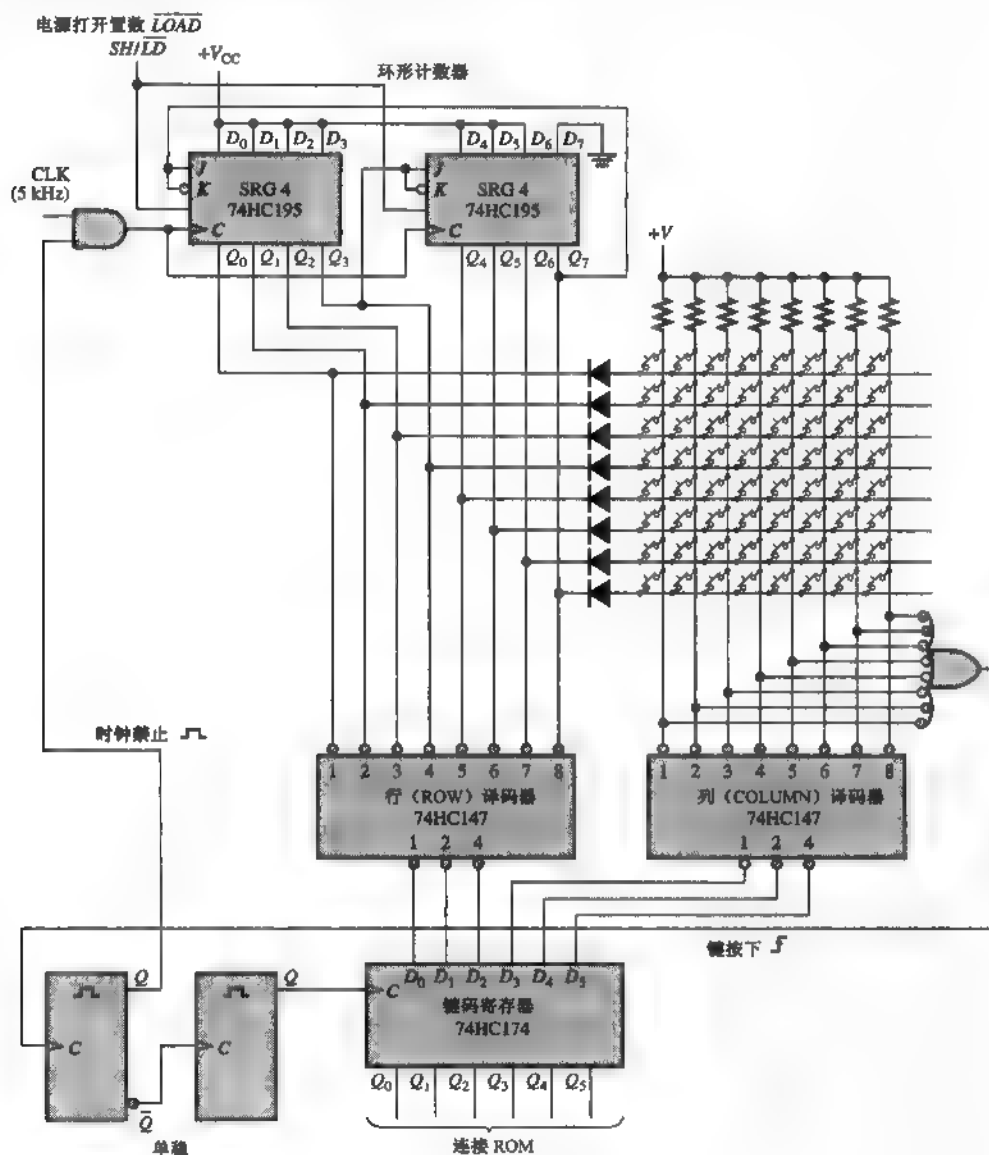 电源打开置数 LOAD
SH/LD
+VCC
环形计数器
D0 D1 D2 D3
D4 D5 D6 D7
CLK
(5 kHz)
J
K
SRG 4
74HC195
C
J
K
SRG 4
74HC195
C
Q0 Q1 Q2 Q3
Q4 Q5 Q6 Q7
+V
时钟禁止
1 2 3 4 5 6 7 8
行（ROW）译码器
74HC147
1 2 4
1 2 3 4 5 6 7 8
列（COLUMN）译码器
74HC147
1 2 4
键按下
Q
C
Q
Q
C
D0 D1 D2 D3 D4 D5
C
键码寄存器
74HC174
Q0 Q1 Q2 Q3 Q4 Q5
单稳
连接 ROM